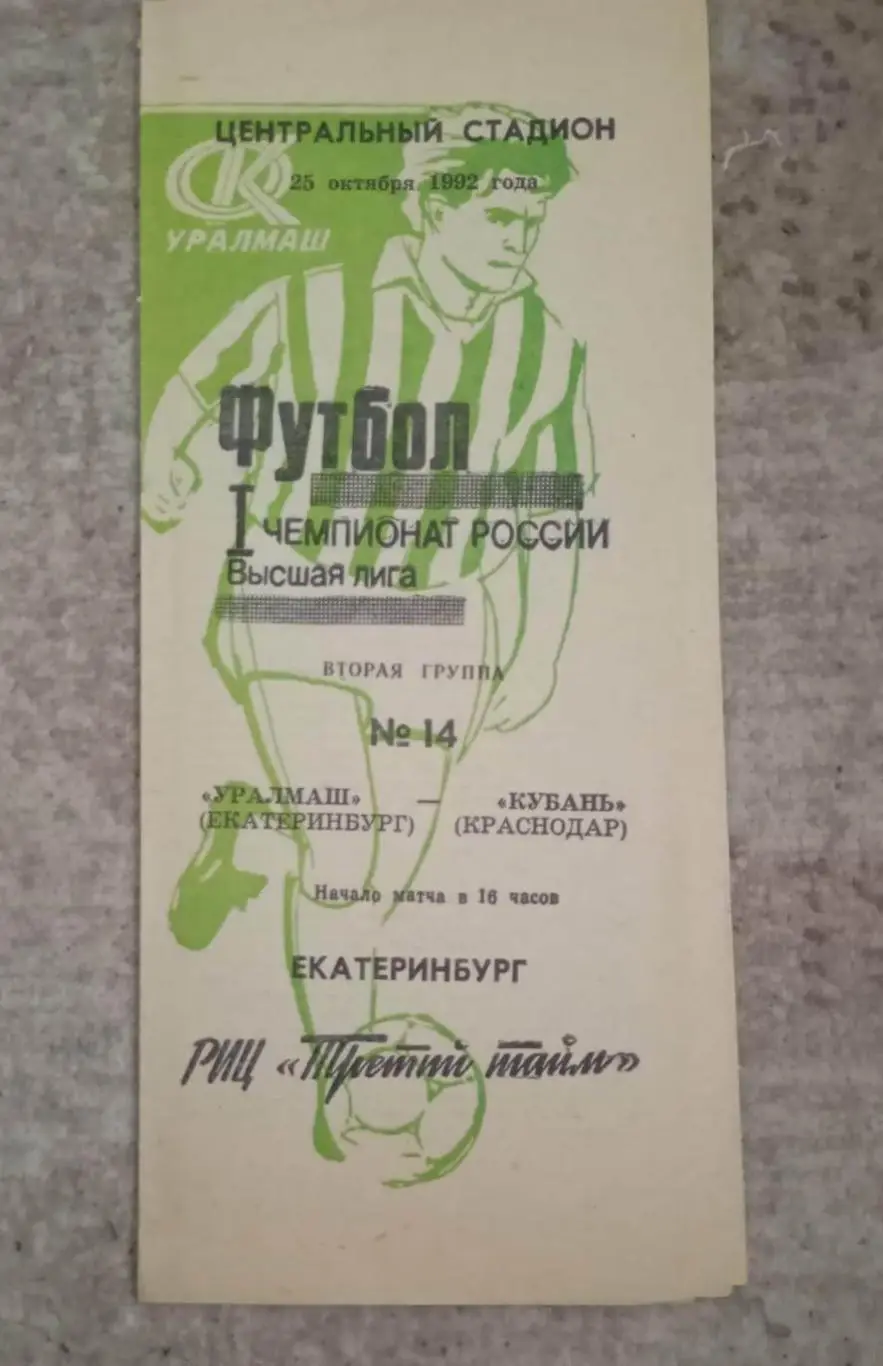 ЦЕНТРАЛЬНЫЙ СТАДИОН
25 октября 1992 года
СК
УРАЛМАШ
Футбол
I ЧЕМПИОНАТ РОССИИ
Высшая лига
ВТОРАЯ ГРУППА
№ 14
«УРАЛМАШ» — «КУБАНЬ»
(ЕКАТЕРИНБУРГ) (КРАСНОДАР)
Начало матча в 16 часов
ЕКАТЕРИНБУРГ
РИЦ «Третий тайм»